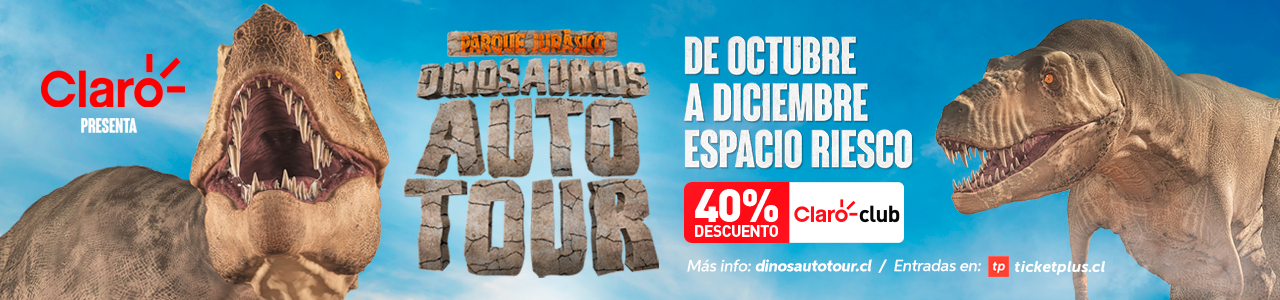 Claro
PRESENTA
PARQUE JURÁSICO
DINOSAURIOS
AUTO
TOUR
DE OCTUBRE
A DICIEMBRE
ESPACIO RIESCO
40%
DESCUENTO
Claro-club
Más info: dinosautotour.cl / Entradas en: tp ticketplus.cl